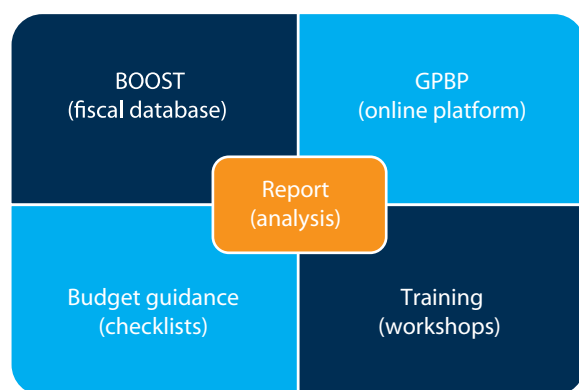 BOOST
(fiscal database)
GPBP
(online platform)
Report
(analysis)
Budget guidance
(checklists)
Training
(workshops)